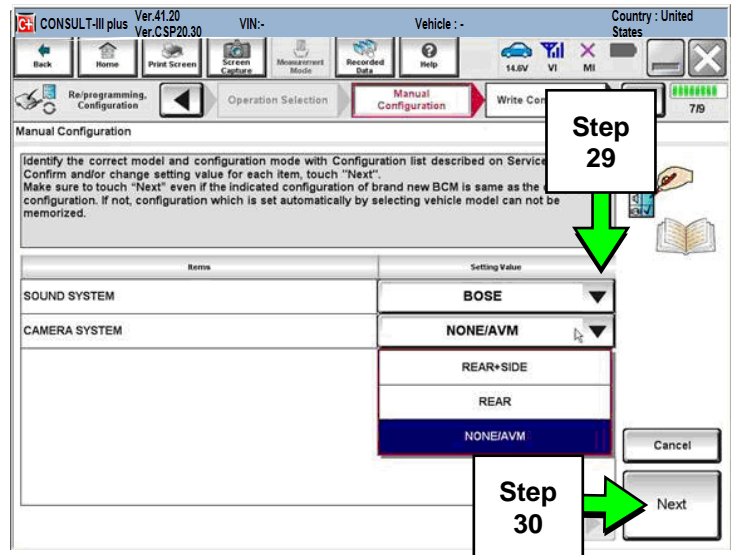 CONSULT-III plus Ver.41.20 VIN:- Vehicle : - Country : United
Ver.CSP20.30 States
Back Home Print Screen Screen Capture Measurement Mode Recorded Data Help 14.6V VI MI
Re/programming, Configuration Operation Selection Manual Configuration Write Con 7/9
Manual Configuration
Step
29
Identify the correct model and configuration mode with Configuration list described on Service
Confirm and/or change setting value for each item, touch "Next".
Make sure to touch "Next" even if the indicated configuration of brand new BCM is same as the
configuration. If not, configuration which is set automatically by selecting vehicle model can not be
memorized.
Items Setting Value
SOUND SYSTEM BOSE
CAMERA SYSTEM NONE/AVM
REAR+SIDE
REAR
NONE/AVM
Cancel
Step
30
Next